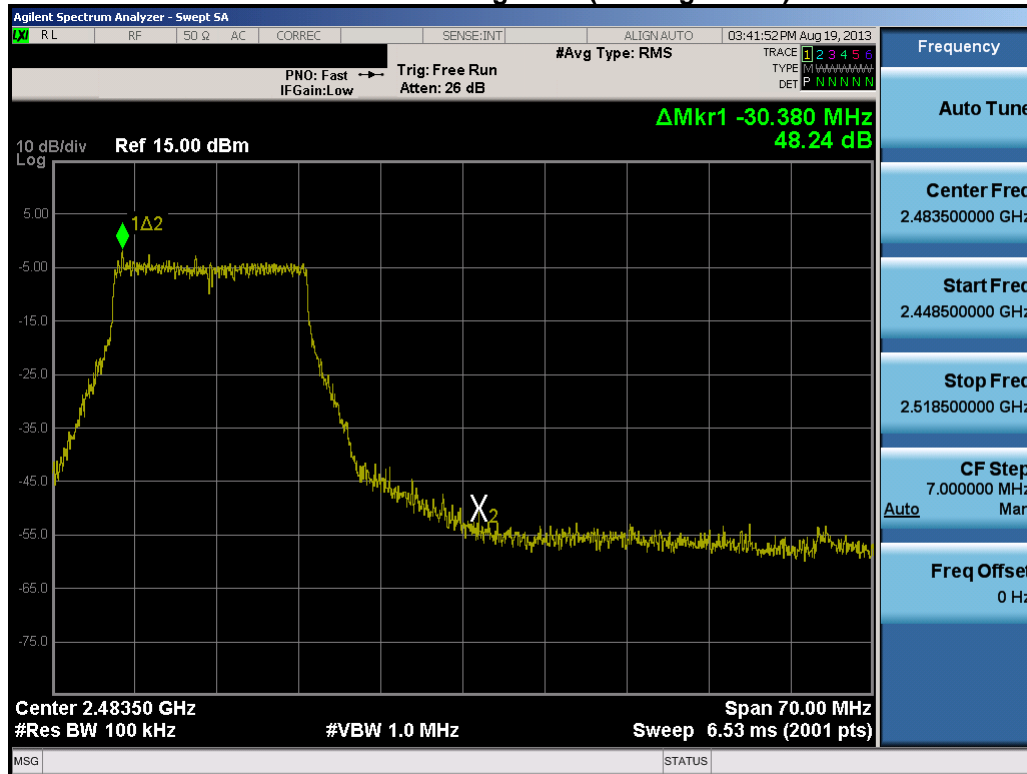 Agilent Spectrum Analyzer - Swept SA
LXI RL RF 50 Ω AC CORREC SENSE:INT ALIGN AUTO 03:41:52 PM Aug 19, 2013
#Avg Type: RMS
TRACE 1 2 3 4 5 6
TYPE M WWWWW
DET P N N N N N
PNO: Fast
IFGain:Low
Trig: Free Run
Atten: 26 dB
ΔMkr1 -30.380 MHz
48.24 dB
10 dB/div Ref 15.00 dBm
Log
5.00
-5.00
-15.0
-25.0
-35.0
-45.0
-55.0
-65.0
-75.0
1Δ2
X2
Center 2.48350 GHz
Span 70.00 MHz
#Res BW 100 kHz
#VBW 1.0 MHz
Sweep 6.53 ms (2001 pts)
MSG
STATUS
Frequency
Auto Tune
Center Freq
2.483500000 GHz
Start Freq
2.448500000 GHz
Stop Freq
2.518500000 GHz
CF Step
7.000000 MHz
Auto Man
Freq Offset
0 Hz